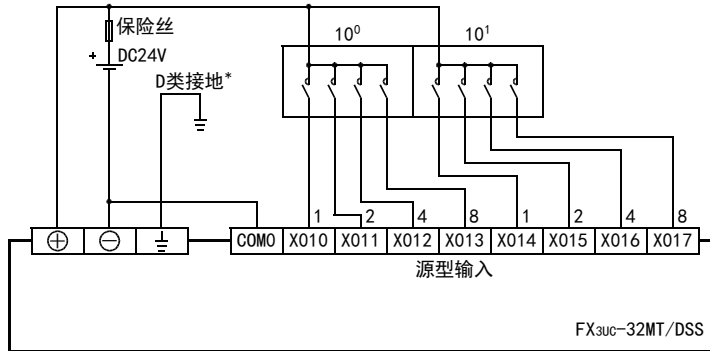 保险丝
+ DC24V
D类接地*
10⁰ 10¹
1 2 4 8 1 2 4 8
COM0 X010 X011 X012 X013 X014 X015 X016 X017
源型输入
FX3UC-32MT/DSS